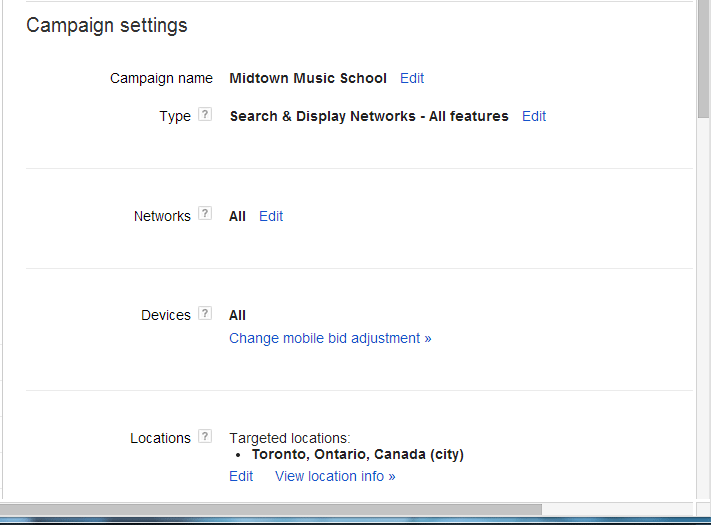 Campaign settings
Campaign name Midtown Music School Edit
Type ? Search & Display Networks - All features Edit
Networks ? All Edit
Devices ? All
Change mobile bid adjustment »
Locations ? Targeted locations:
• Toronto, Ontario, Canada (city)
Edit View location info »